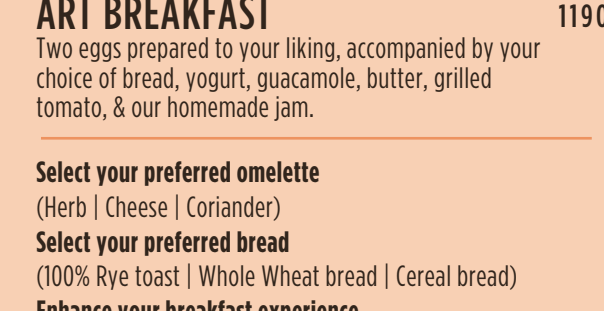 ART BREAKFAST 1190
Two eggs prepared to your liking, accompanied by your
choice of bread, yogurt, guacamole, butter, grilled
tomato, & our homemade jam.
Select your preferred omelette
(Herb | Cheese | Coriander)
Select your preferred bread
(100% Rye toast | Whole Wheat bread | Cereal bread)
Enhance your breakfast experience